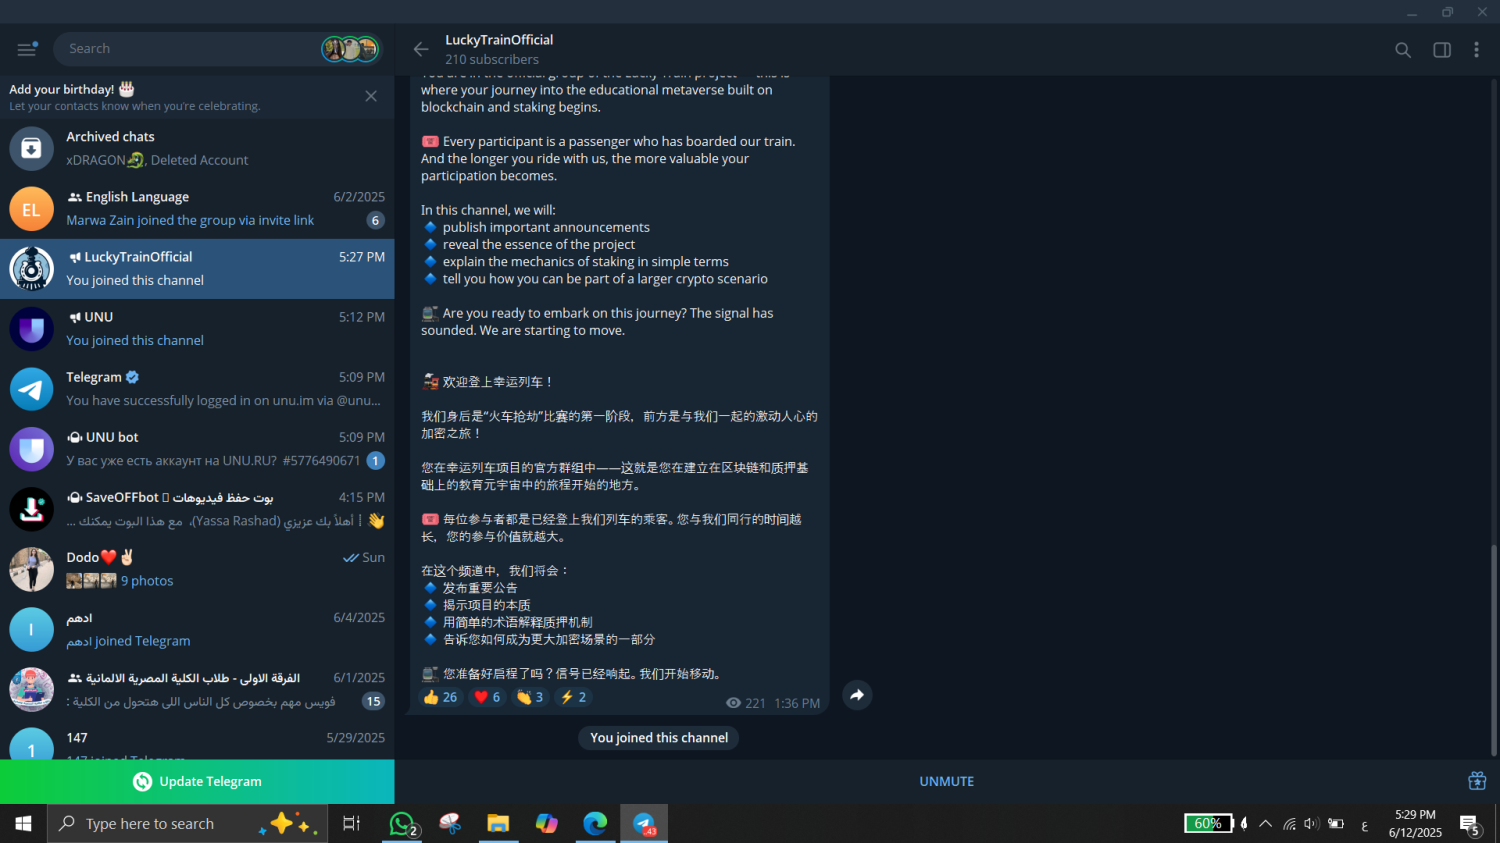 Search
Add your birthday!
Let your contacts know when you're celebrating.
Archived chats
xDRAGON, Deleted Account
EL
English Language
6/2/2025
Marwa Zain joined the group via invite link
6
LuckyTrainOfficial
5:27 PM
You joined this channel
UNU
5:12 PM
You joined this channel
Telegram
5:09 PM
You have successfully logged in on unu.im via @unu...
UNU bot
5:09 PM
У вас уже есть аккаунт на UNU.RU? #5776490671
1
SaveOFFbot بوت حفظ فيديوهات
4:15 PM
أهلاً بك عزيزي (Yassa Rashad)، مع هذا البوت يمكنك ...
Dodo
Sun
9 photos
I
ادهم
6/4/2025
ادهم joined Telegram
الفرقة الاولى - طلاب الكلية المصرية الالمانية
6/1/2025
فويس مهم بخصوص كل الناس اللى هتحول من الكلية :
15
1
147
5/29/2025
147 joined Telegram
Update Telegram
LuckyTrainOfficial
210 subscribers
You are in the official group of the Lucky Train project — this is
where your journey into the educational metaverse built on
blockchain and staking begins.
Every participant is a passenger who has boarded our train.
And the longer you ride with us, the more valuable your
participation becomes.
In this channel, we will:
publish important announcements
reveal the essence of the project
explain the mechanics of staking in simple terms
tell you how you can be part of a larger crypto scenario
Are you ready to embark on this journey? The signal has
sounded. We are starting to move.
欢迎登上幸运列车！
我们身后是“火车抢劫”比赛的第一阶段，前方是与我们一起的激动人心的
加密之旅！
您在幸运列车项目的官方群组中——这就是您在建立在区块链和质押基
础上的教育元宇宙中的旅程开始的地方。
每位参与者都是已经登上我们列车的乘客。您与我们同行的时间越
长，您的参与价值就越大。
在这个频道中，我们将会：
发布重要公告
揭示项目的本质
用简单的术语解释质押机制
告诉您如何成为更大加密场景的一部分
您准备好启程了吗？信号已经响起。我们开始移动。
26
6
3
2
221
1:36 PM
You joined this channel
UNMUTE
Type here to search
2
43
60%
ع
5:29 PM
6/12/2025
5